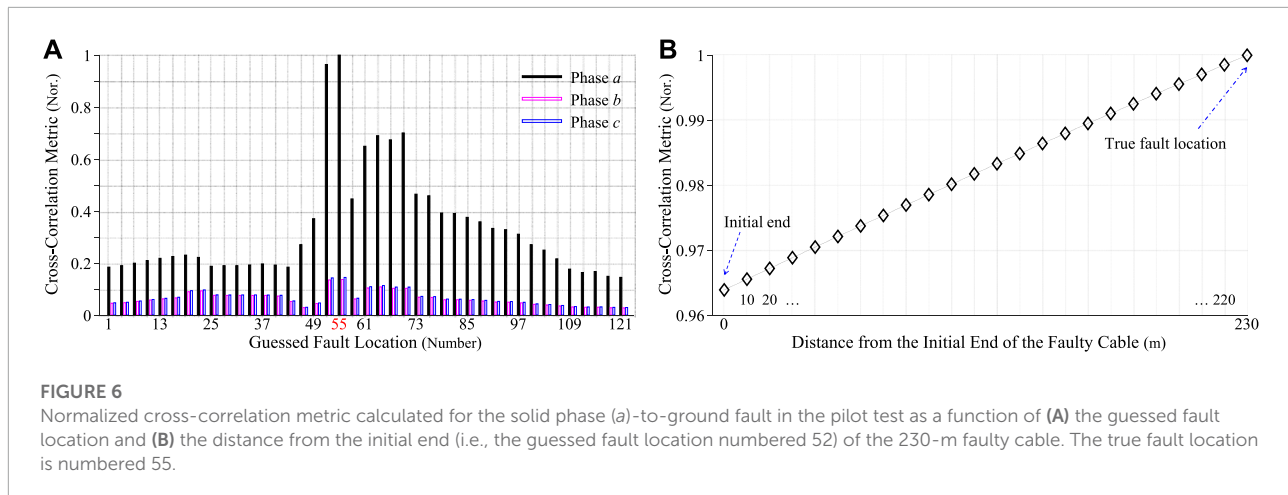 A
Cross-Correlation Metric (Nor.)
1
0.8
0.6
0.4
0.2
0
Phase a
Phase b
Phase c
1 13 25 37 49 55 61 73 85 97 109 121
Guessed Fault Location (Number)
B
Cross-Correlation Metric (Nor.)
1
0.99
0.98
0.97
0.96
True fault location
Initial end
10 20 ... ... 220
0 230
Distance from the Initial End of the Faulty Cable (m)
FIGURE 6
Normalized cross-correlation metric calculated for the solid phase (a)-to-ground fault in the pilot test as a function of (A) the guessed fault
location and (B) the distance from the initial end (i.e., the guessed fault location numbered 52) of the 230-m faulty cable. The true fault location
is numbered 55.